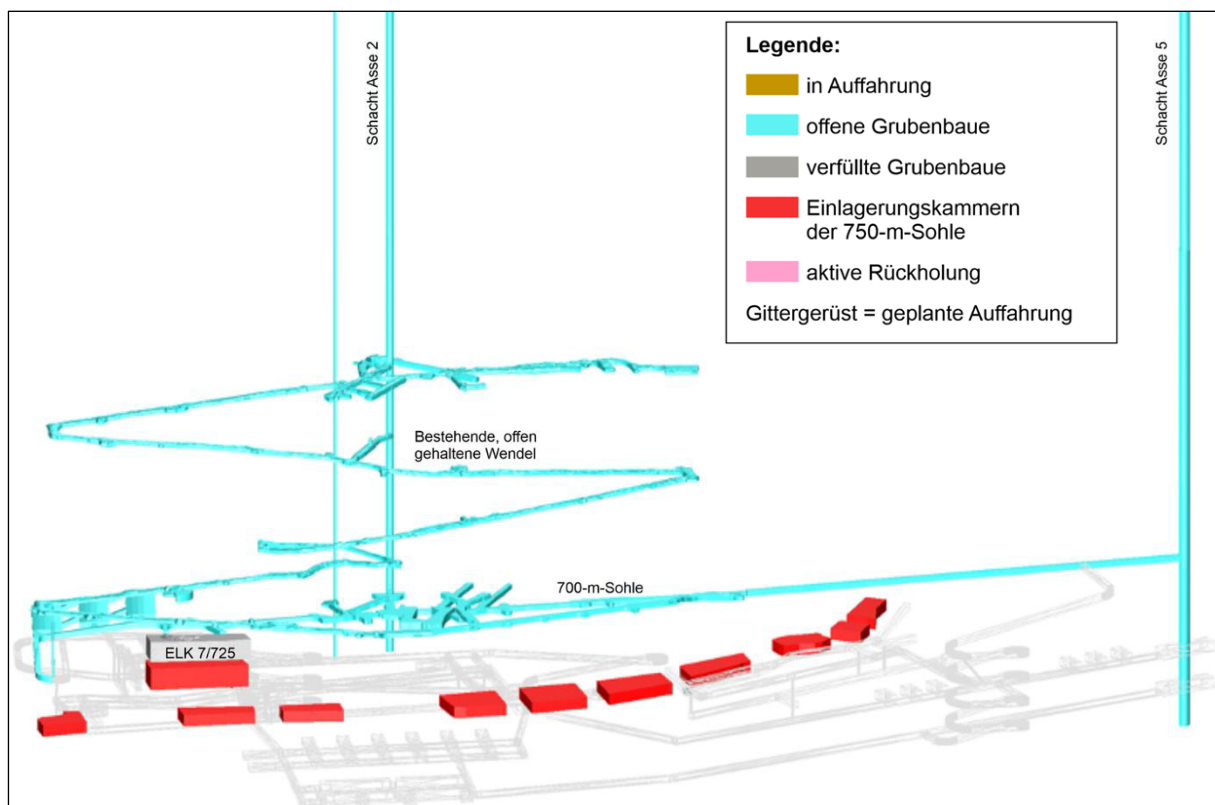 Schacht Asse 2
Legende:
in Auffahrung
offene Grubenbaue
verfüllte Grubenbaue
Einlagerungskammern
der 750-m-Sohle
aktive Rückholung
Gittergerüst = geplante Auffahrung
Schacht Asse 5
Bestehende, offen
gehaltene Wendel
700-m-Sohle
ELK 7/725